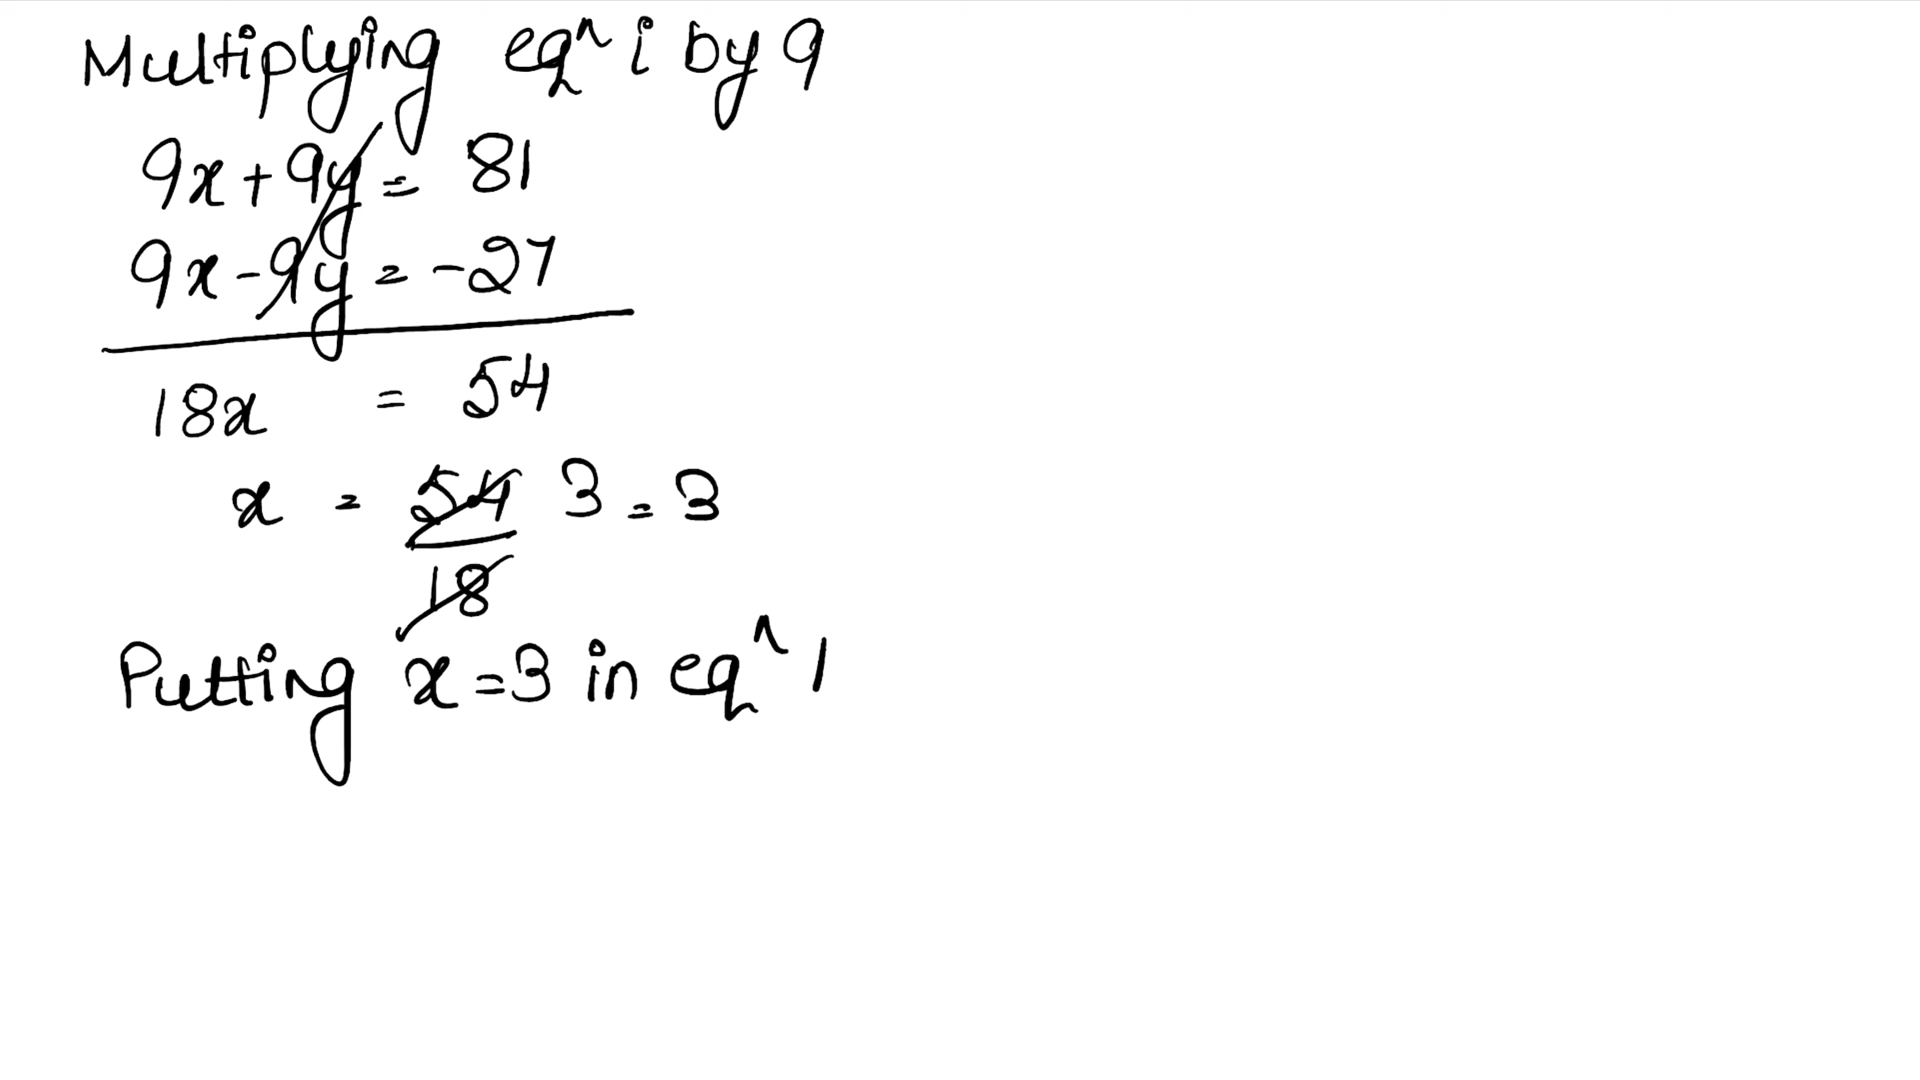 Multiplying eqⁿ i by 9
9x + 9y = 81
9x - 9y = -27
18x = 54
x = 54 3 = 3
18
Putting x = 3 in eqⁿ 1